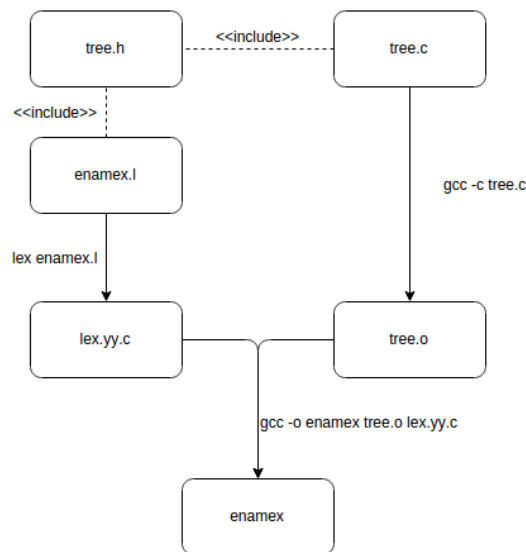 tree.h
<<include>>
tree.c
<<include>>
enamex.l
gcc -c tree.c
lex enamex.l
lex.yy.c
tree.o
gcc -o enamex tree.o lex.yy.c
enamex